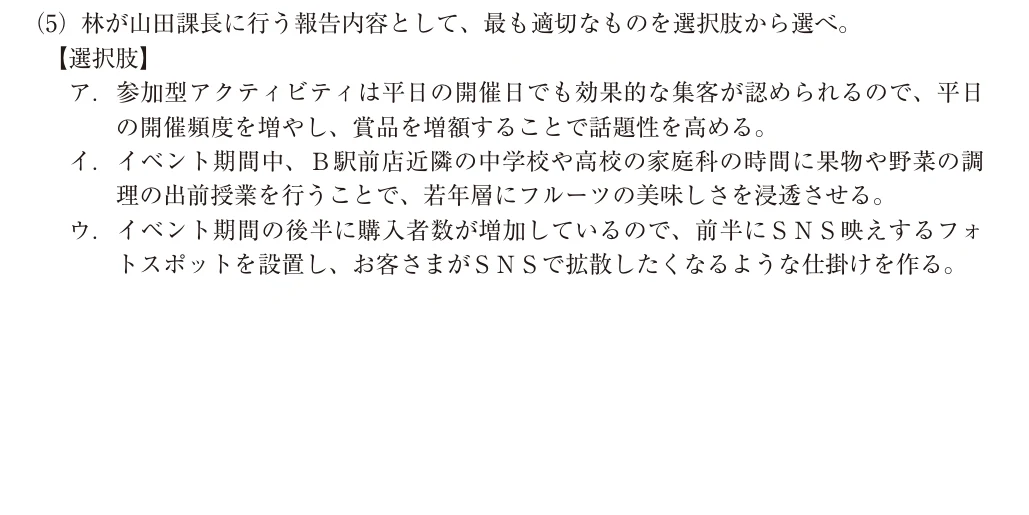 (5) 林が山田課長に行う報告内容として、最も適切なものを選択肢から選べ。
【選択肢】
ア．参加型アクティビティは平日の開催日でも効果的な集客が認められるので、平日
の開催頻度を増やし、賞品を増額することで話題性を高める。
イ．イベント期間中、Ｂ駅前店近隣の中学校や高校の家庭科の時間に果物や野菜の調
理の出前授業を行うことで、若年層にフルーツの美味しさを浸透させる。
ウ．イベント期間の後半に購入者数が増加しているので、前半にＳＮＳ映えするフォ
トスポットを設置し、お客さまがＳＮＳで拡散したくなるような仕掛けを作る。